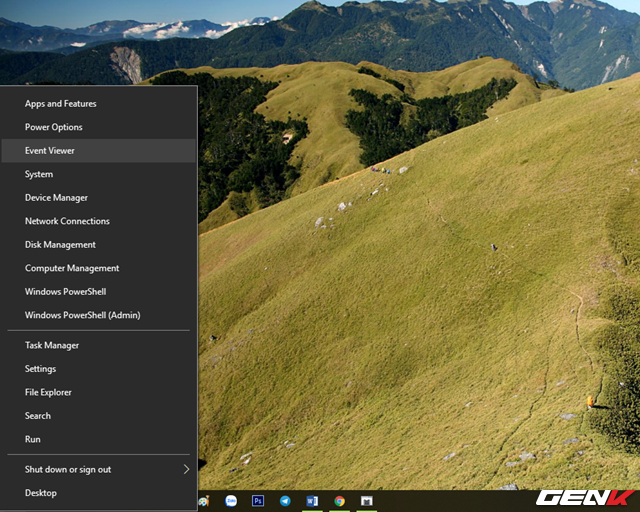 Apps and Features
Power Options
Event Viewer
System
Device Manager
Network Connections
Disk Management
Computer Management
Windows PowerShell
Windows PowerShell (Admin)
Task Manager
Settings
File Explorer
Search
Run
Shut down or sign out
Desktop
Zalo
Ps
W
GENK